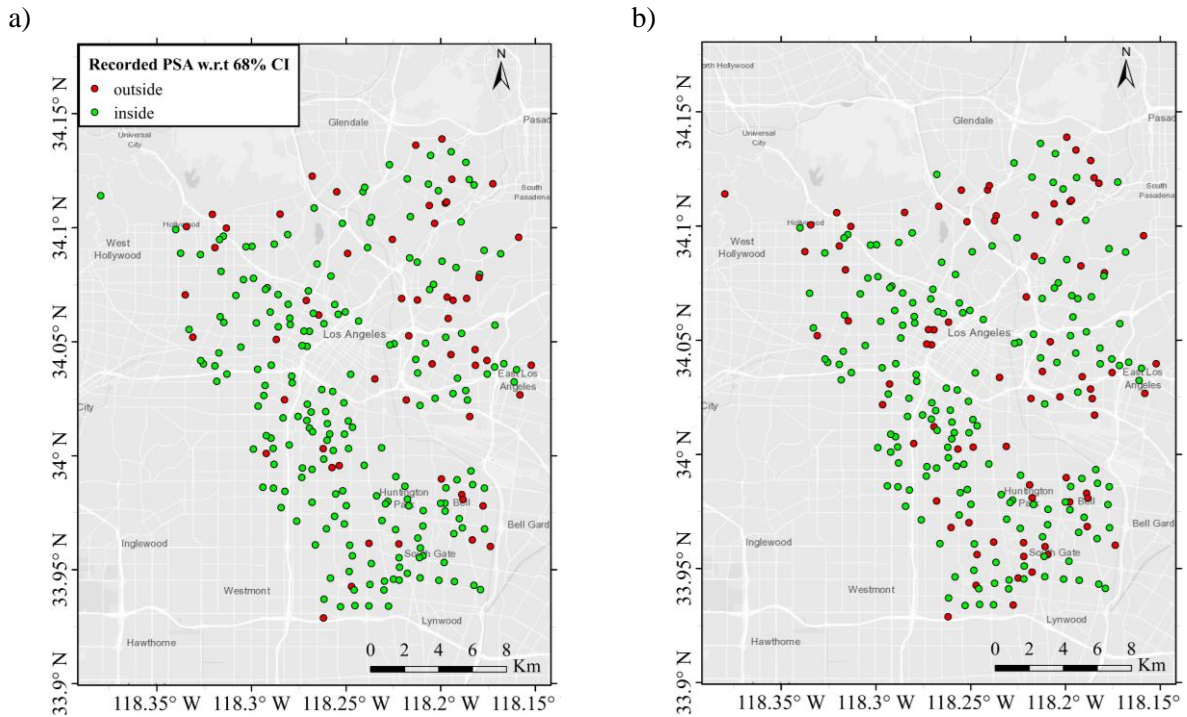 a)
Recorded PSA w.r.t 68% CI
outside
inside
N
34.15° N
34.1° N
34.05° N
34° N
33.95° N
33.9° N
Glendale
Pasad
Universal
City
South
Pasadena
Hollywood
West
Hollywood
Los Angeles
East Los
Angeles
City
Huntington
Park
Bell
Bell Gard
Inglewood
South Gate
Westmont
Lynwood
Hawthorne
0 2 4 6 8
Km
118.35° W 118.3° W 118.25° W 118.2° W 118.15° W
b)
N
34.15° N
34.1° N
34.05° N
34° N
33.95° N
33.9° N
orth Hollywood
Glendale
Pasad
Universal
City
South
Pasadena
Hollywood
West
Hollywood
Los Angeles
East Los
Angeles
City
Huntington
Park
Bell
Bell Gard
Inglewood
South Gate
Westmont
Lynwood
Hawthorne
0 2 4 6 8
Km
118.35° W 118.3° W 118.25° W 118.2° W 118.15° W